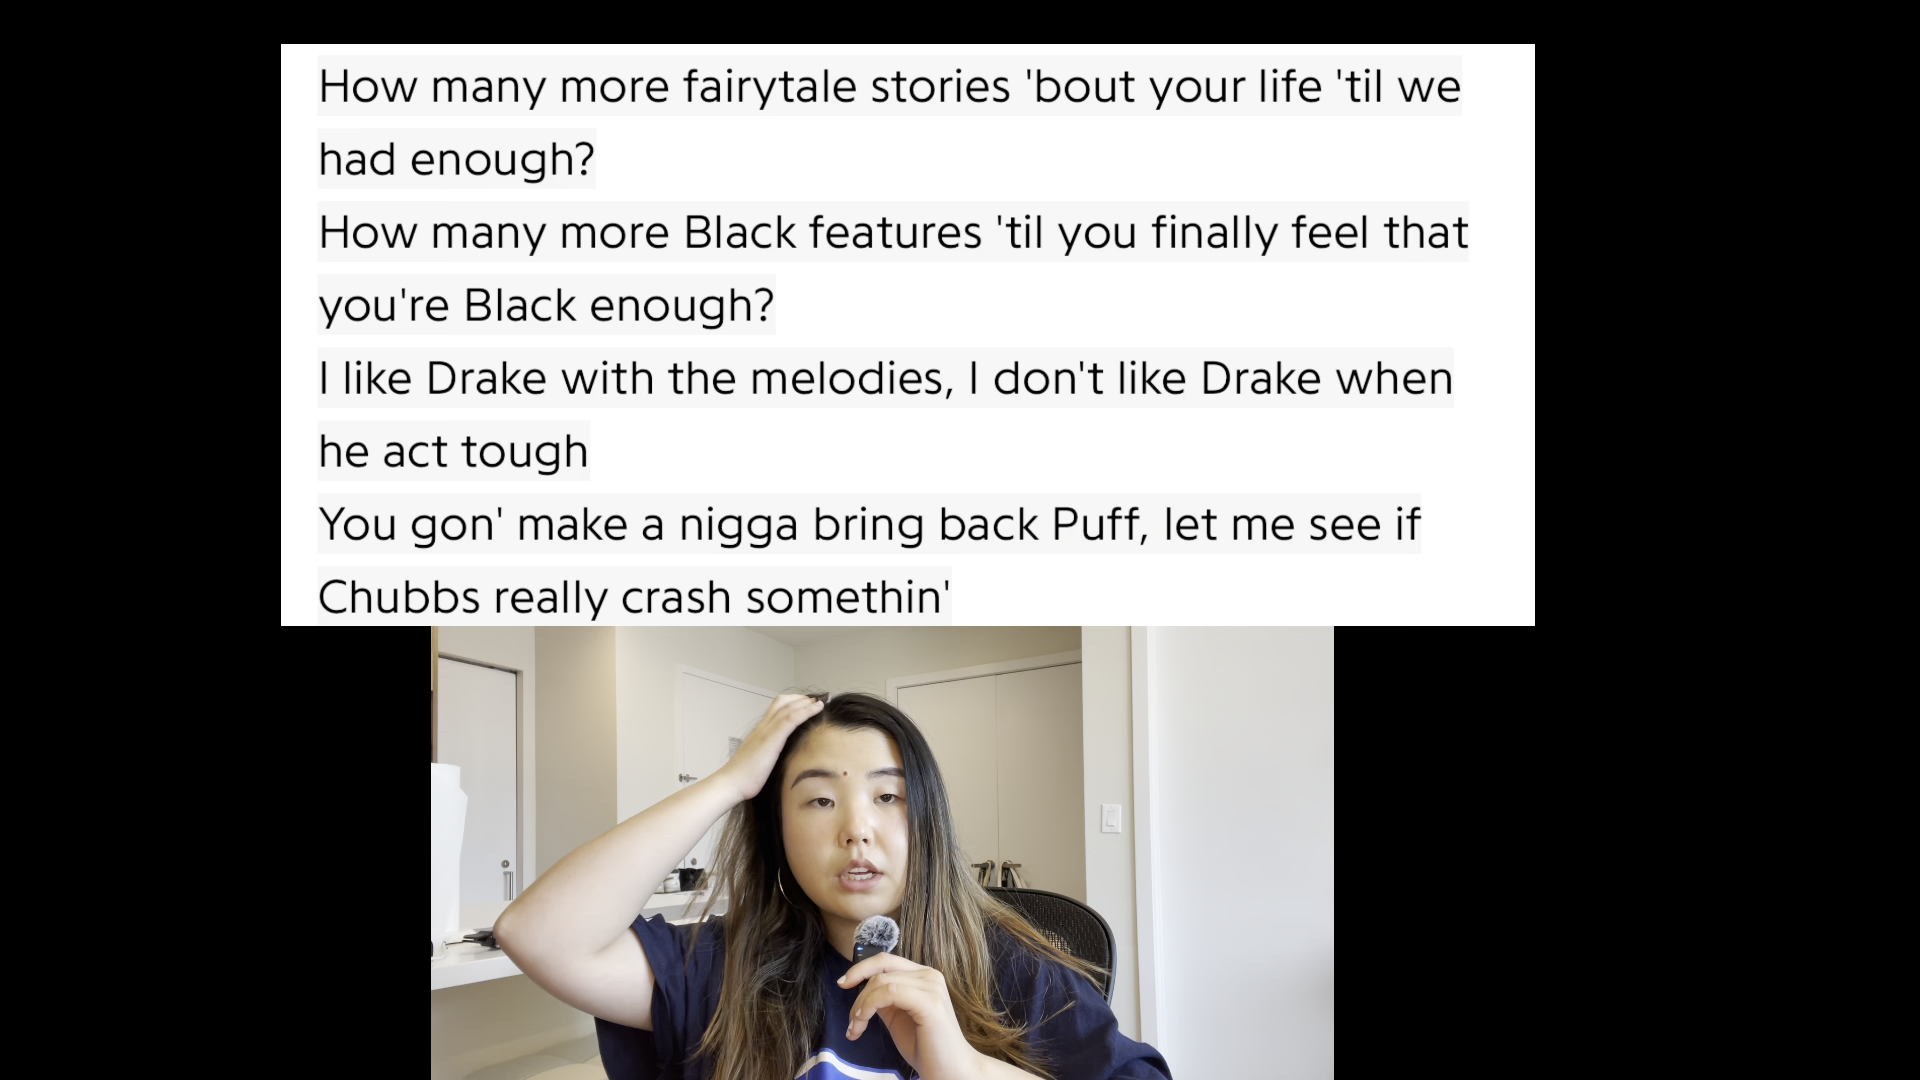 How many more fairytale stories 'bout your life 'til we
had enough?
How many more Black features 'til you finally feel that
you're Black enough?
I like Drake with the melodies, I don't like Drake when
he act tough
You gon' make a nigga bring back Puff, let me see if
Chubbs really crash somethin'